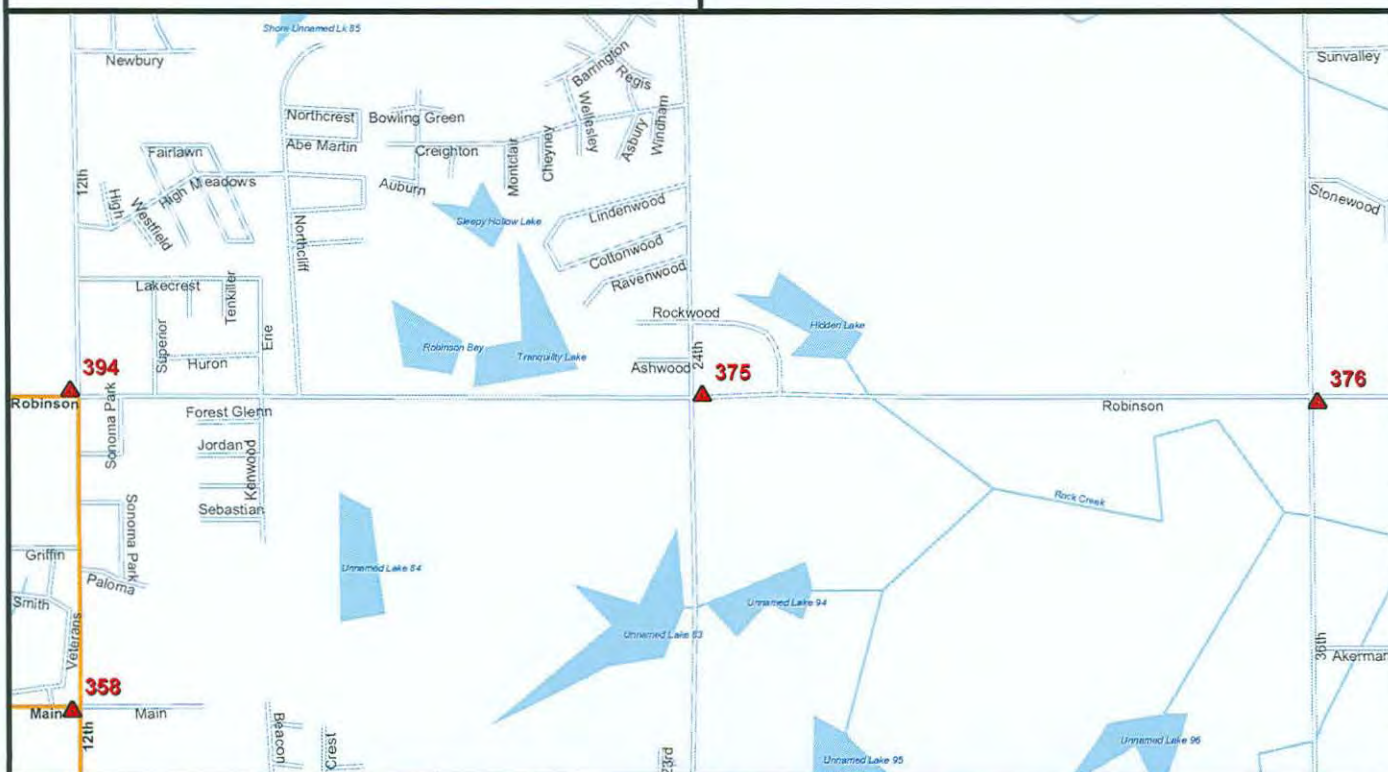 Shore-Unnamed Lk 85
Newbury
Sunvalley
Barrington
Regis
Northcrest
Bowling Green
Wellesley
Asbury
Windham
Abe Martin
Creighton
Montclair
Cheyney
Fairlawn
12th
High Meadows
Auburn
High
Westfield
Stonewood
Lindenwood
Sleepy Hollow Lake
Northcliff
Cottonwood
Ravenwood
Lakecrest
Tenkiller
Rockwood
Hidden Lake
Superior
Erie
Robinson Bay
Tranquility Lake
24th
Huron
Ashwood
394
375
376
Robinson
Sonoma Park
Robinson
Forest Glenn
Jordan
Kenwood
Sebastian
Rock Creek
Sonoma Park
Griffin
Paloma
Unnamed Lake 84
Smith
Unnamed Lake 94
Veterans
Unnamed Lake 83
36th
Akerman
358
Main
Main
12th
Beacon
Crest
23rd
Unnamed Lake 95
Unnamed Lake 96